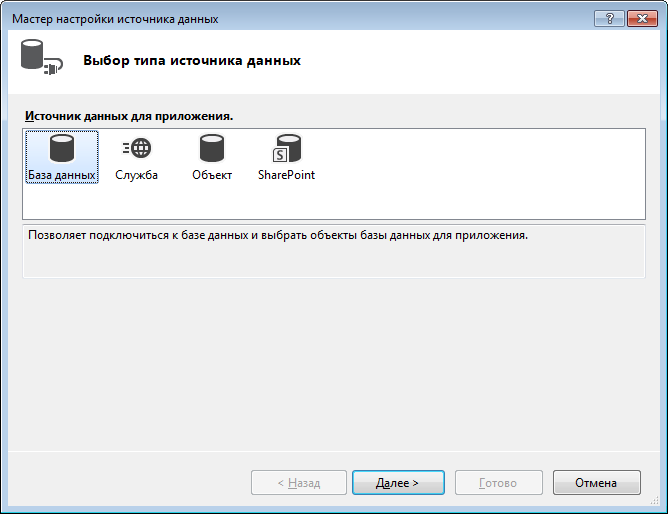 Мастер настройки источника данных
Выбор типа источника данных
Источник данных для приложения.
База данных Служба Объект SharePoint
Позволяет подключиться к базе данных и выбрать объекты базы данных для приложения.
< Назад Далее > Готово Отмена